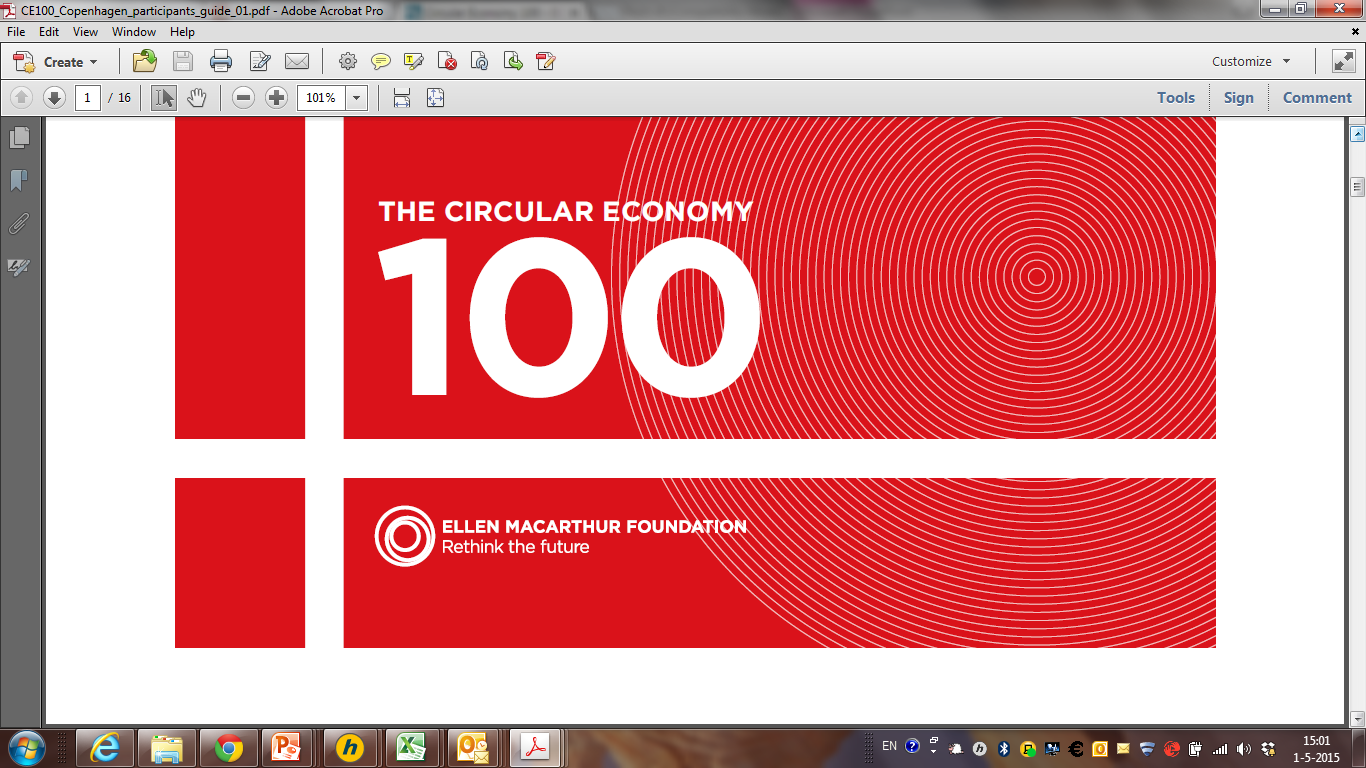 CE100_Copenhagen_participants_guide_01.pdf - Adobe Acrobat Pro
File Edit View Window Help
Create Customize
1 / 16 101% Tools Sign Comment
THE CIRCULAR ECONOMY
100
ELLEN MACARTHUR FOUNDATION
Rethink the future
EN 15:01
1-5-2015